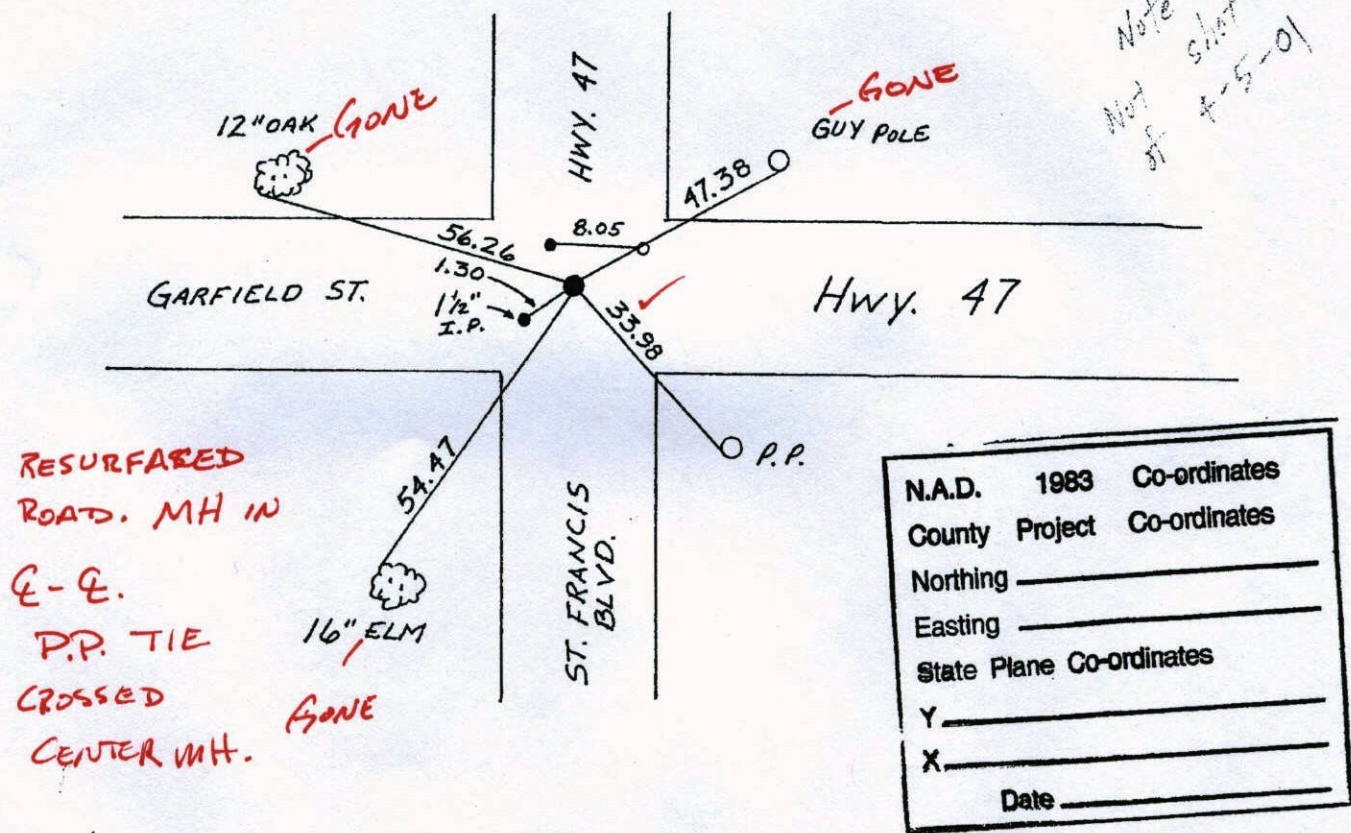 Note
Not shot
of 4-5-01
12" OAK
GONE
HWY. 47
GONE
GUY POLE
47.38
8.05
56.26
1.30
1½"
I.P.
GARFIELD ST.
33.98
Hwy. 47
54.47
P.P.
ST. FRANCIS
BLVD.
16" ELM
GONE
RESURFACED
ROAD. MH IN
℄ - ℄.
P.P. TIE
CROSSED
CENTER MH.
N.A.D. 1983 Co-ordinates
County Project Co-ordinates
Northing
Easting
State Plane Co-ordinates
Y
X
Date